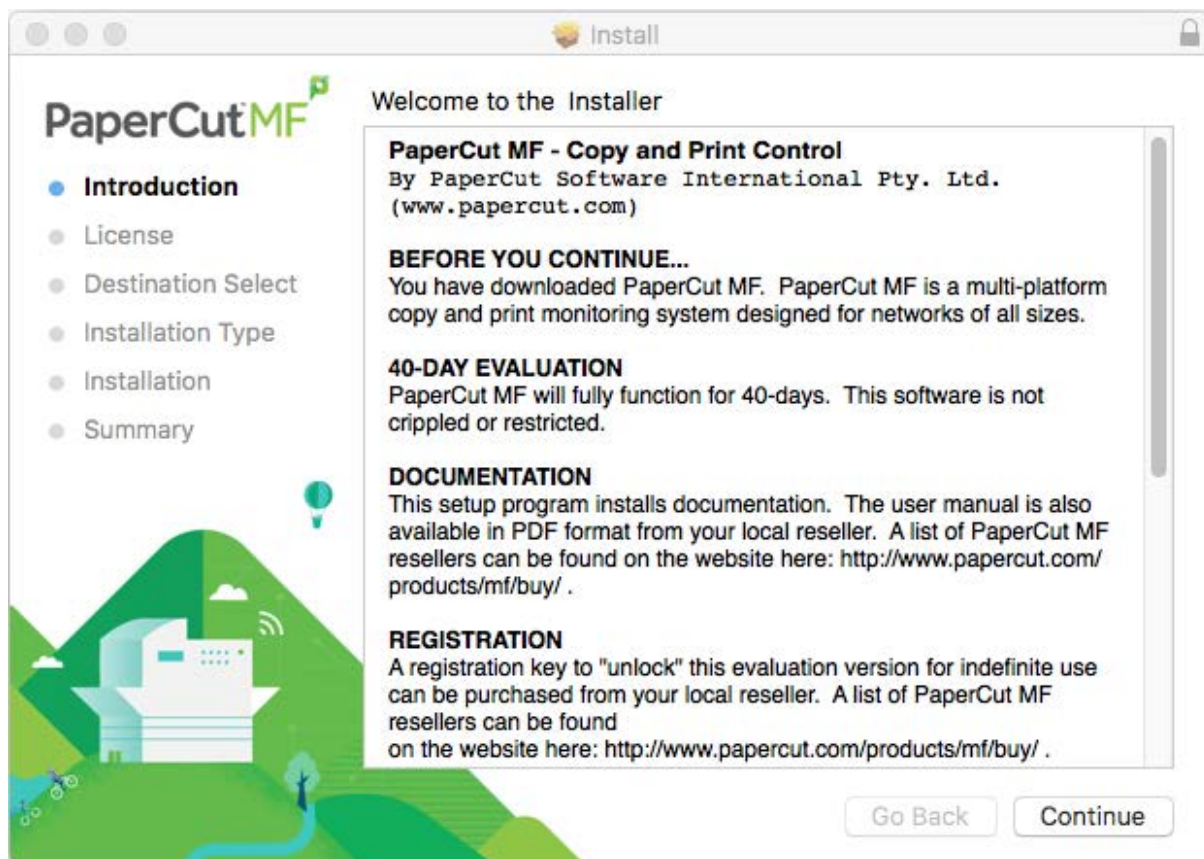 Install
PaperCut MF
Introduction
License
Destination Select
Installation Type
Installation
Summary
Welcome to the  Installer
PaperCut MF - Copy and Print Control
By PaperCut Software International Pty. Ltd.
(www.papercut.com)
BEFORE YOU CONTINUE...
You have downloaded PaperCut MF.  PaperCut MF is a multi-platform
copy and print monitoring system designed for networks of all sizes.
40-DAY EVALUATION
PaperCut MF will fully function for 40-days.  This software is not
crippled or restricted.
DOCUMENTATION
This setup program installs documentation.  The user manual is also
available in PDF format from your local reseller.  A list of PaperCut MF
resellers can be found on the website here: http://www.papercut.com/
products/mf/buy/ .
REGISTRATION
A registration key to "unlock" this evaluation version for indefinite use
can be purchased from your local reseller.  A list of PaperCut MF
resellers can be found
on the website here: http://www.papercut.com/products/mf/buy/ .
Go Back
Continue